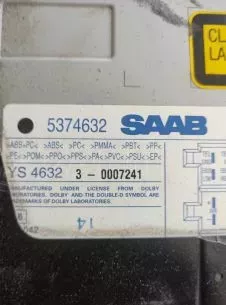 CL
LA
5374632 SAAB
>ABS+PC< >ABS< >PC< >PMMA< >PBT< >PP<
>PE< >POM< >PPO< >PPS< >PA< >PVC< >PSU< >EP<
YS 4632 3 - 0007241
MANUFACTURED UNDER LICENSE FROM DOLBY
LABORATORIES. DOLBY AND THE DOUBLE-D SYMBOL ARE
TRADEMARKS OF DOLBY LABORATORIES.
14